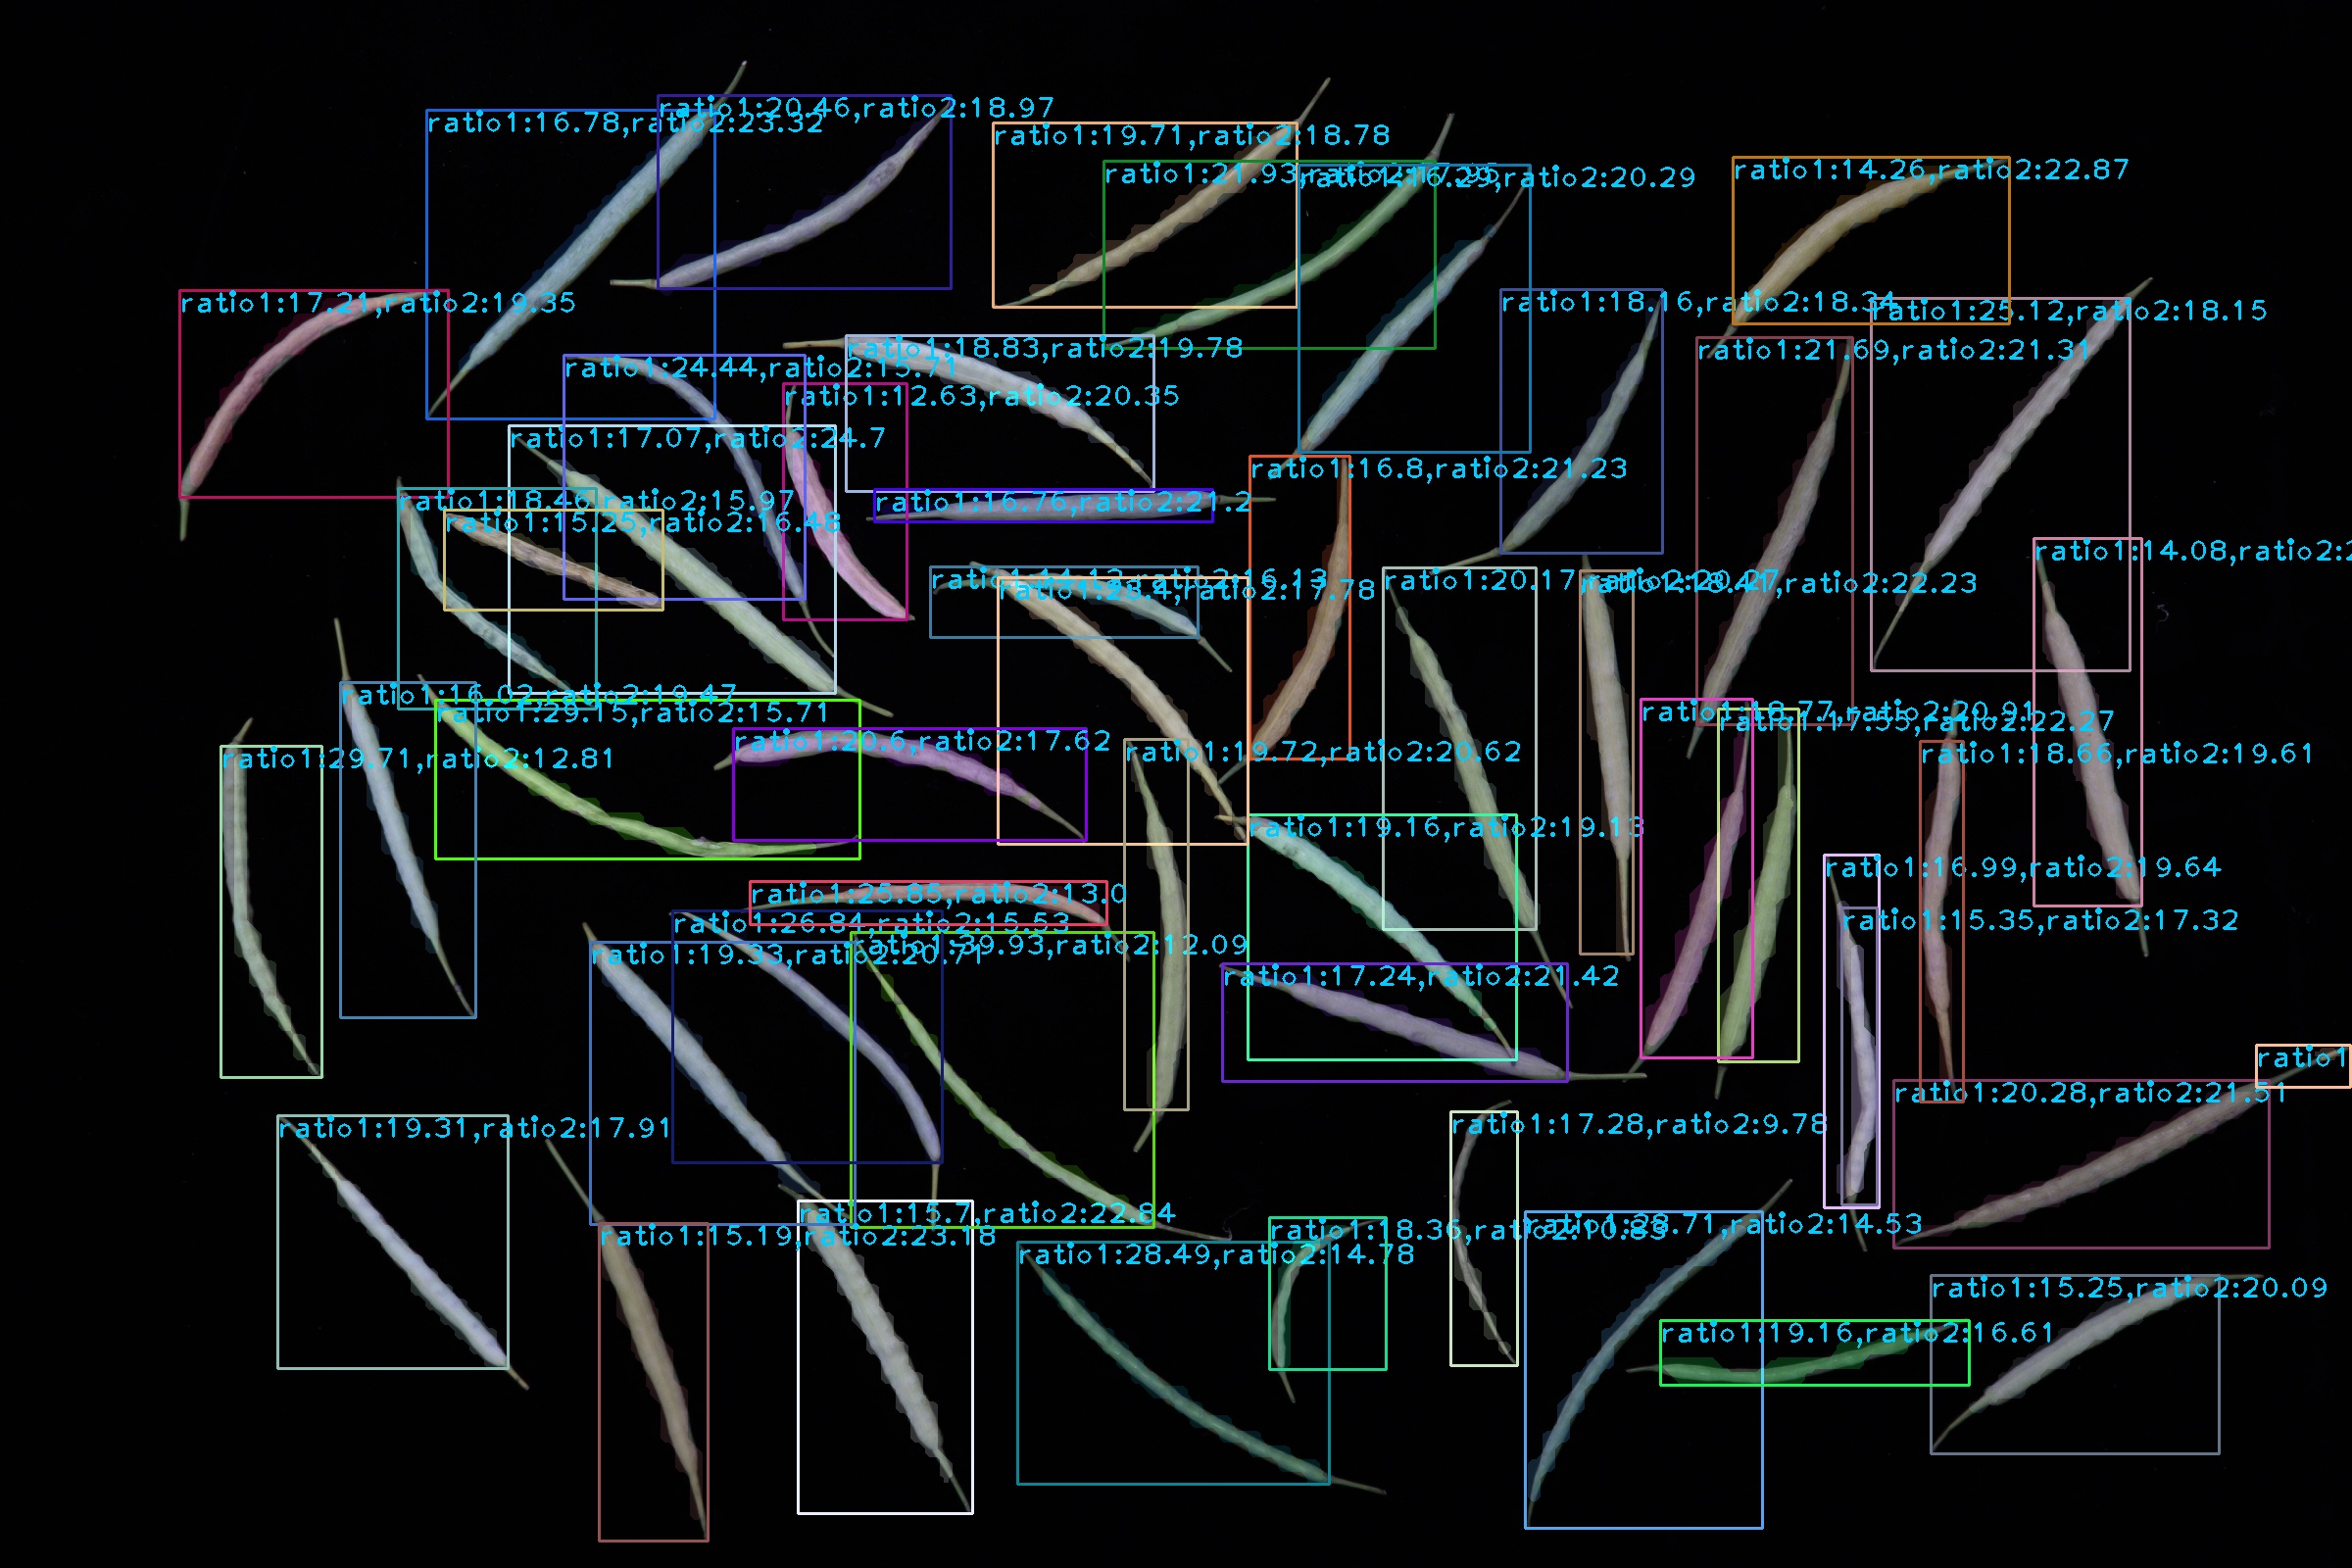 ratio1:20.46,ratio2:18.97
ratio1:16.78,ratio2:23.32
ratio1:19.71,ratio2:18.78
ratio1:21.93,ratio2:17.95
ratio1:16.29,ratio2:20.29
ratio1:14.26,ratio2:22.87
ratio1:17.21,ratio2:19.35
ratio1:18.16,ratio2:18.34
ratio1:25.12,ratio2:18.15
ratio1:18.83,ratio2:19.78
ratio1:21.69,ratio2:21.31
ratio1:24.44,ratio2:15.71
ratio1:12.63,ratio2:20.35
ratio1:17.07,ratio2:24.7
ratio1:16.8,ratio2:21.23
ratio1:18.46,ratio2:15.97
ratio1:16.76,ratio2:21.2
ratio1:15.25,ratio2:16.48
ratio1:14.08,ratio2:2
ratio2:16.13
ratio1:20.17,ratio2:20.27
ratio1:18.41,ratio2:22.23
ratio2:17.78
ratio1:16.02,ratio2:19.47
ratio1:29.15,ratio2:15.71
ratio1:18.77,ratio2:20.91
ratio1:17.55,ratio2:22.27
ratio1:20.6,ratio2:17.62
ratio1:19.72,ratio2:20.62
ratio1:18.66,ratio2:19.61
ratio1:29.71,ratio2:12.81
ratio1:19.16,ratio2:19.13
ratio1:16.99,ratio2:19.64
ratio1:25.85,ratio2:13.0
ratio1:26.84,ratio2:15.53
ratio1:15.35,ratio2:17.32
ratio1:39.93,ratio2:12.09
ratio1:19.33,ratio2:20.71
ratio1:17.24,ratio2:21.42
ratio1
ratio1:20.28,ratio2:21.51
ratio1:19.31,ratio2:17.91
ratio1:17.28,ratio2:9.78
ratio1:15.7,ratio2:22.84
ratio1:15.19,ratio2:23.18
ratio1:18.36,ratio2:10.83
ratio1:28.71,ratio2:14.53
ratio1:28.49,ratio2:14.78
ratio1:15.25,ratio2:20.09
ratio1:19.16,ratio2:16.61